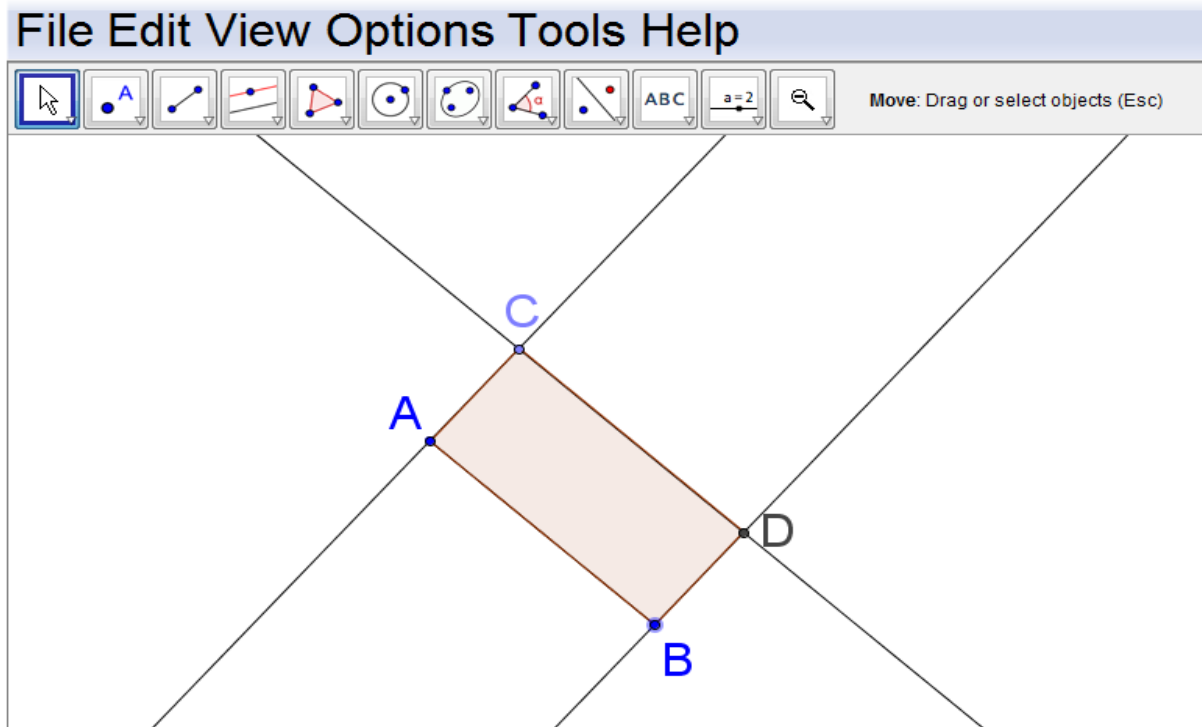 File Edit View Options Tools Help
A α ABC a=2 Move: Drag or select objects (Esc)
C
A
D
B